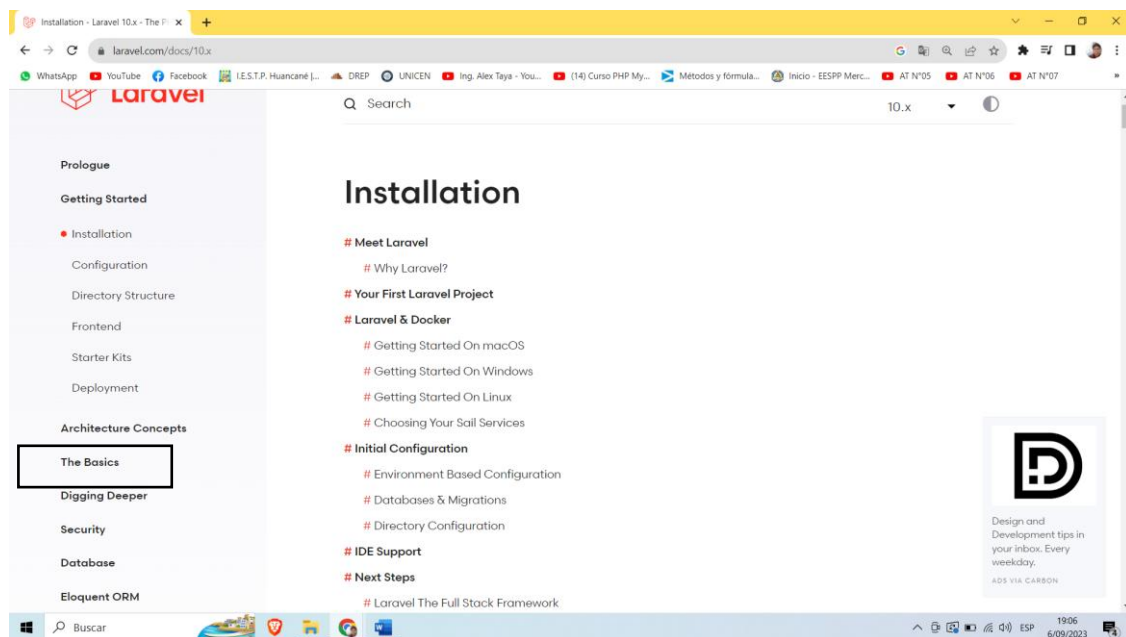 Installation - Laravel 10.x - The P
laravel.com/docs/10.x
WhatsApp YouTube Facebook I.E.S.T.P. Huancané |... DREP UNICEN Ing. Alex Taya - You... (14) Curso PHP My... Métodos y fórmula... Inicio - EESPP Merc... AT N°05 AT N°06 AT N°07 »
Laravel
Search
10.x
Prologue
Getting Started
Installation
Configuration
Directory Structure
Frontend
Starter Kits
Deployment
Architecture Concepts
The Basics
Digging Deeper
Security
Database
Eloquent ORM
Installation
# Meet Laravel
# Why Laravel?
# Your First Laravel Project
# Laravel & Docker
# Getting Started On macOS
# Getting Started On Windows
# Getting Started On Linux
# Choosing Your Sail Services
# Initial Configuration
# Environment Based Configuration
# Databases & Migrations
# Directory Configuration
# IDE Support
# Next Steps
# Laravel The Full Stack Framework
Design and
Development tips in
your inbox. Every
weekday.
ADS VIA CARBON
Buscar
ESP
19:06
6/09/2023